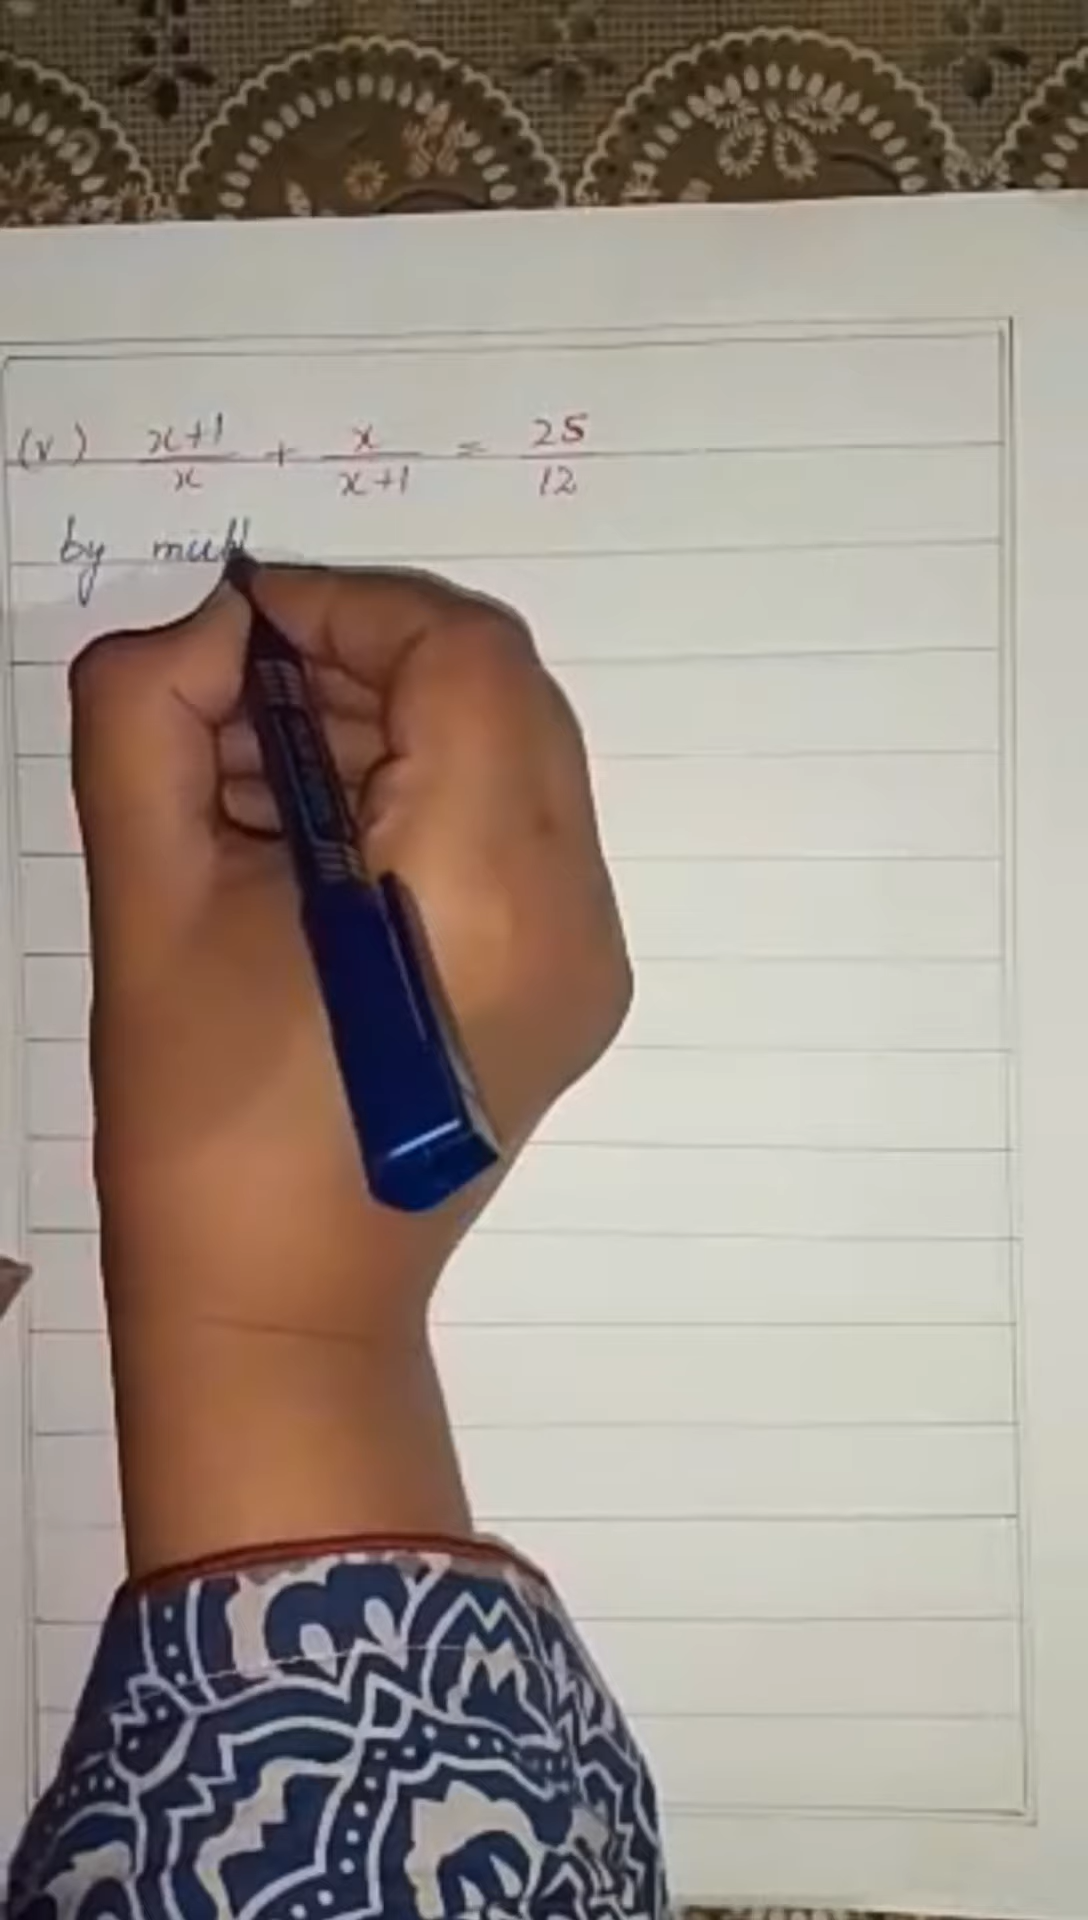 (v) x+1/x + x/x+1 = 25/12
by mult